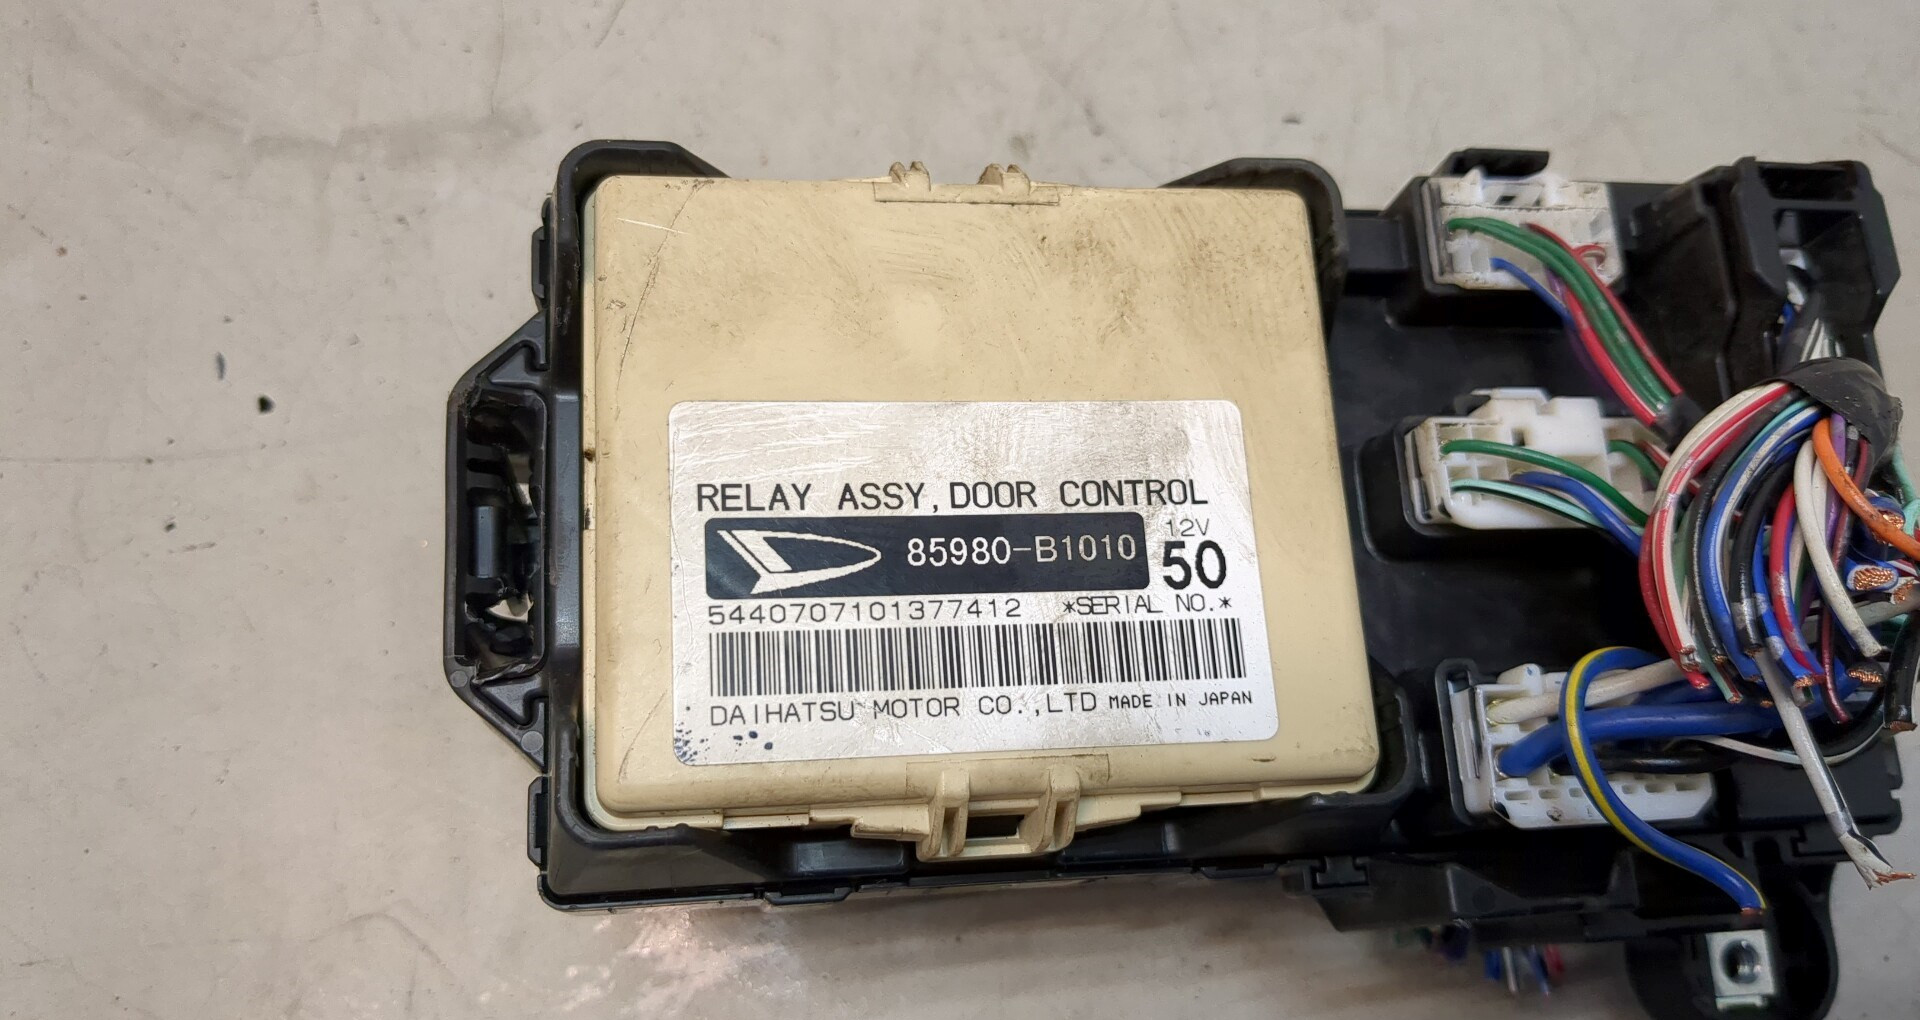 RELAY ASSY, DOOR CONTROL
85980-B1010
12V
50
5440707101377412 *SERIAL NO.*
DAIHATSU MOTOR CO.,LTD MADE IN JAPAN